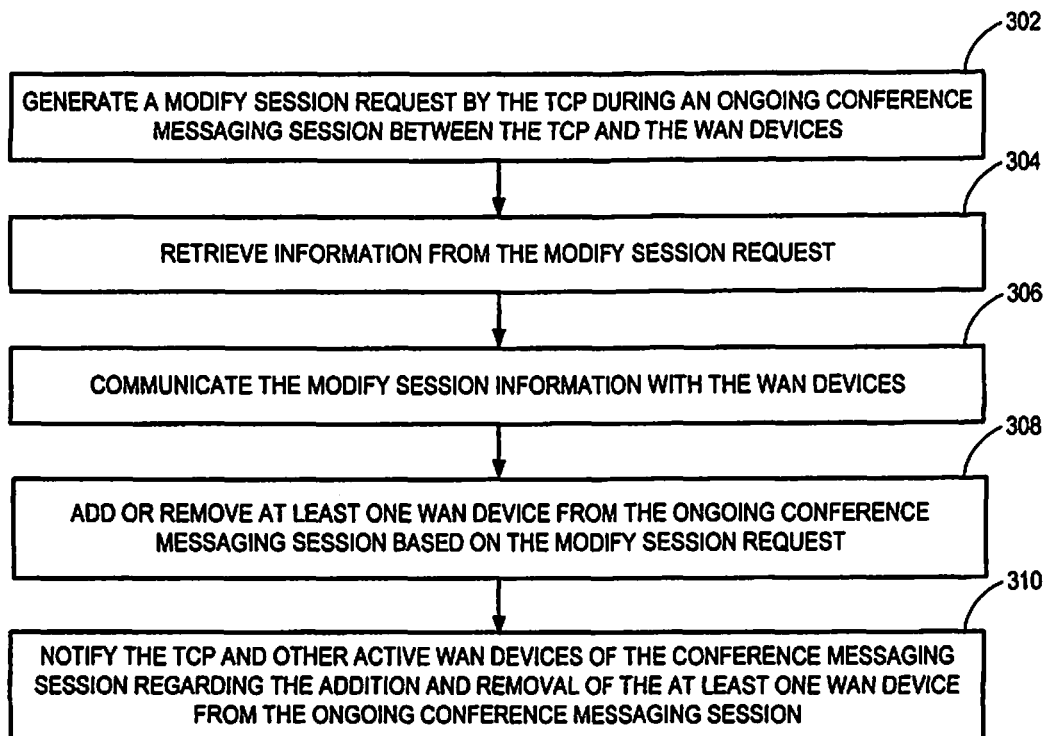 302
GENERATE A MODIFY SESSION REQUEST BY THE TCP DURING AN ONGOING CONFERENCE
MESSAGING SESSION BETWEEN THE TCP AND THE WAN DEVICES
304
RETRIEVE INFORMATION FROM THE MODIFY SESSION REQUEST
306
COMMUNICATE THE MODIFY SESSION INFORMATION WITH THE WAN DEVICES
308
ADD OR REMOVE AT LEAST ONE WAN DEVICE FROM THE ONGOING CONFERENCE
MESSAGING SESSION BASED ON THE MODIFY SESSION REQUEST
310
NOTIFY THE TCP AND OTHER ACTIVE WAN DEVICES OF THE CONFERENCE MESSAGING
SESSION REGARDING THE ADDITION AND REMOVAL OF THE AT LEAST ONE WAN DEVICE
FROM THE ONGOING CONFERENCE MESSAGING SESSION